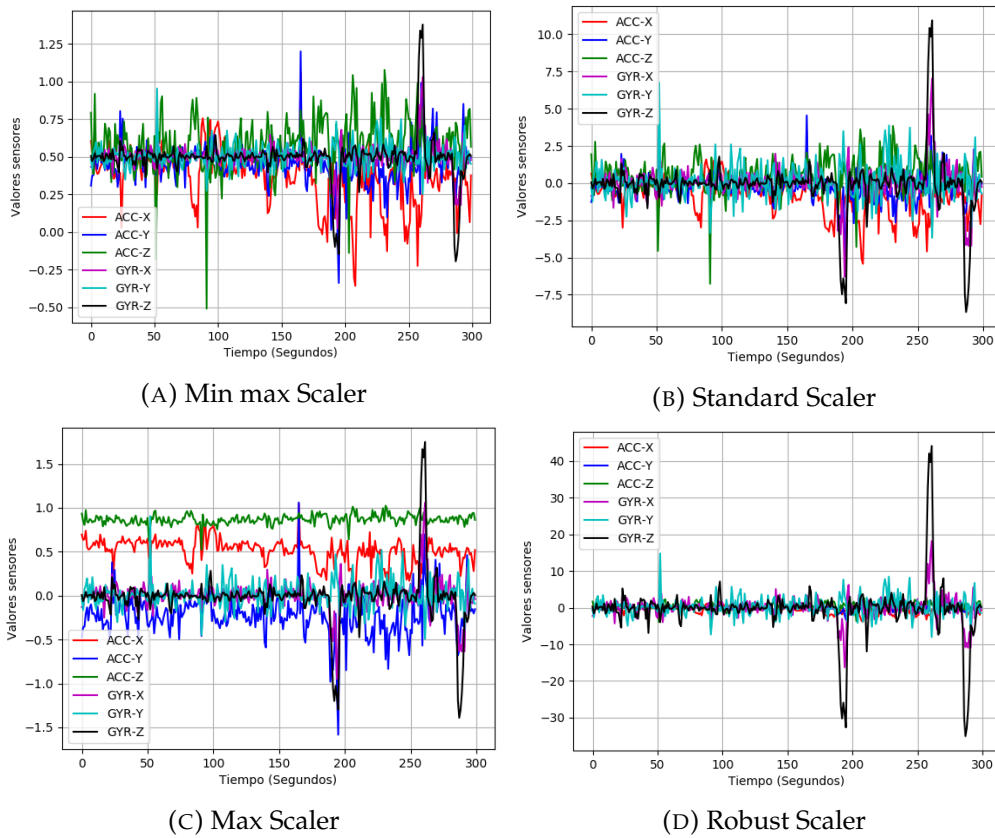 1.25
1.00
0.75
0.50
0.25
0.00
−0.25
−0.50
Valores sensores
ACC-X
ACC-Y
ACC-Z
GYR-X
GYR-Y
GYR-Z
0 50 100 150 200 250 300
Tiempo (Segundos)
(A) Min max Scaler
10.0
7.5
5.0
2.5
0.0
−2.5
−5.0
−7.5
Valores sensores
ACC-X
ACC-Y
ACC-Z
GYR-X
GYR-Y
GYR-Z
0 50 100 150 200 250 300
Tiempo (Segundos)
(B) Standard Scaler
1.5
1.0
0.5
0.0
−0.5
−1.0
−1.5
Valores sensores
ACC-X
ACC-Y
ACC-Z
GYR-X
GYR-Y
GYR-Z
0 50 100 150 200 250 300
Tiempo (Segundos)
(C) Max Scaler
40
30
20
10
0
−10
−20
−30
Valores sensores
ACC-X
ACC-Y
ACC-Z
GYR-X
GYR-Y
GYR-Z
0 50 100 150 200 250 300
Tiempo (Segundos)
(D) Robust Scaler